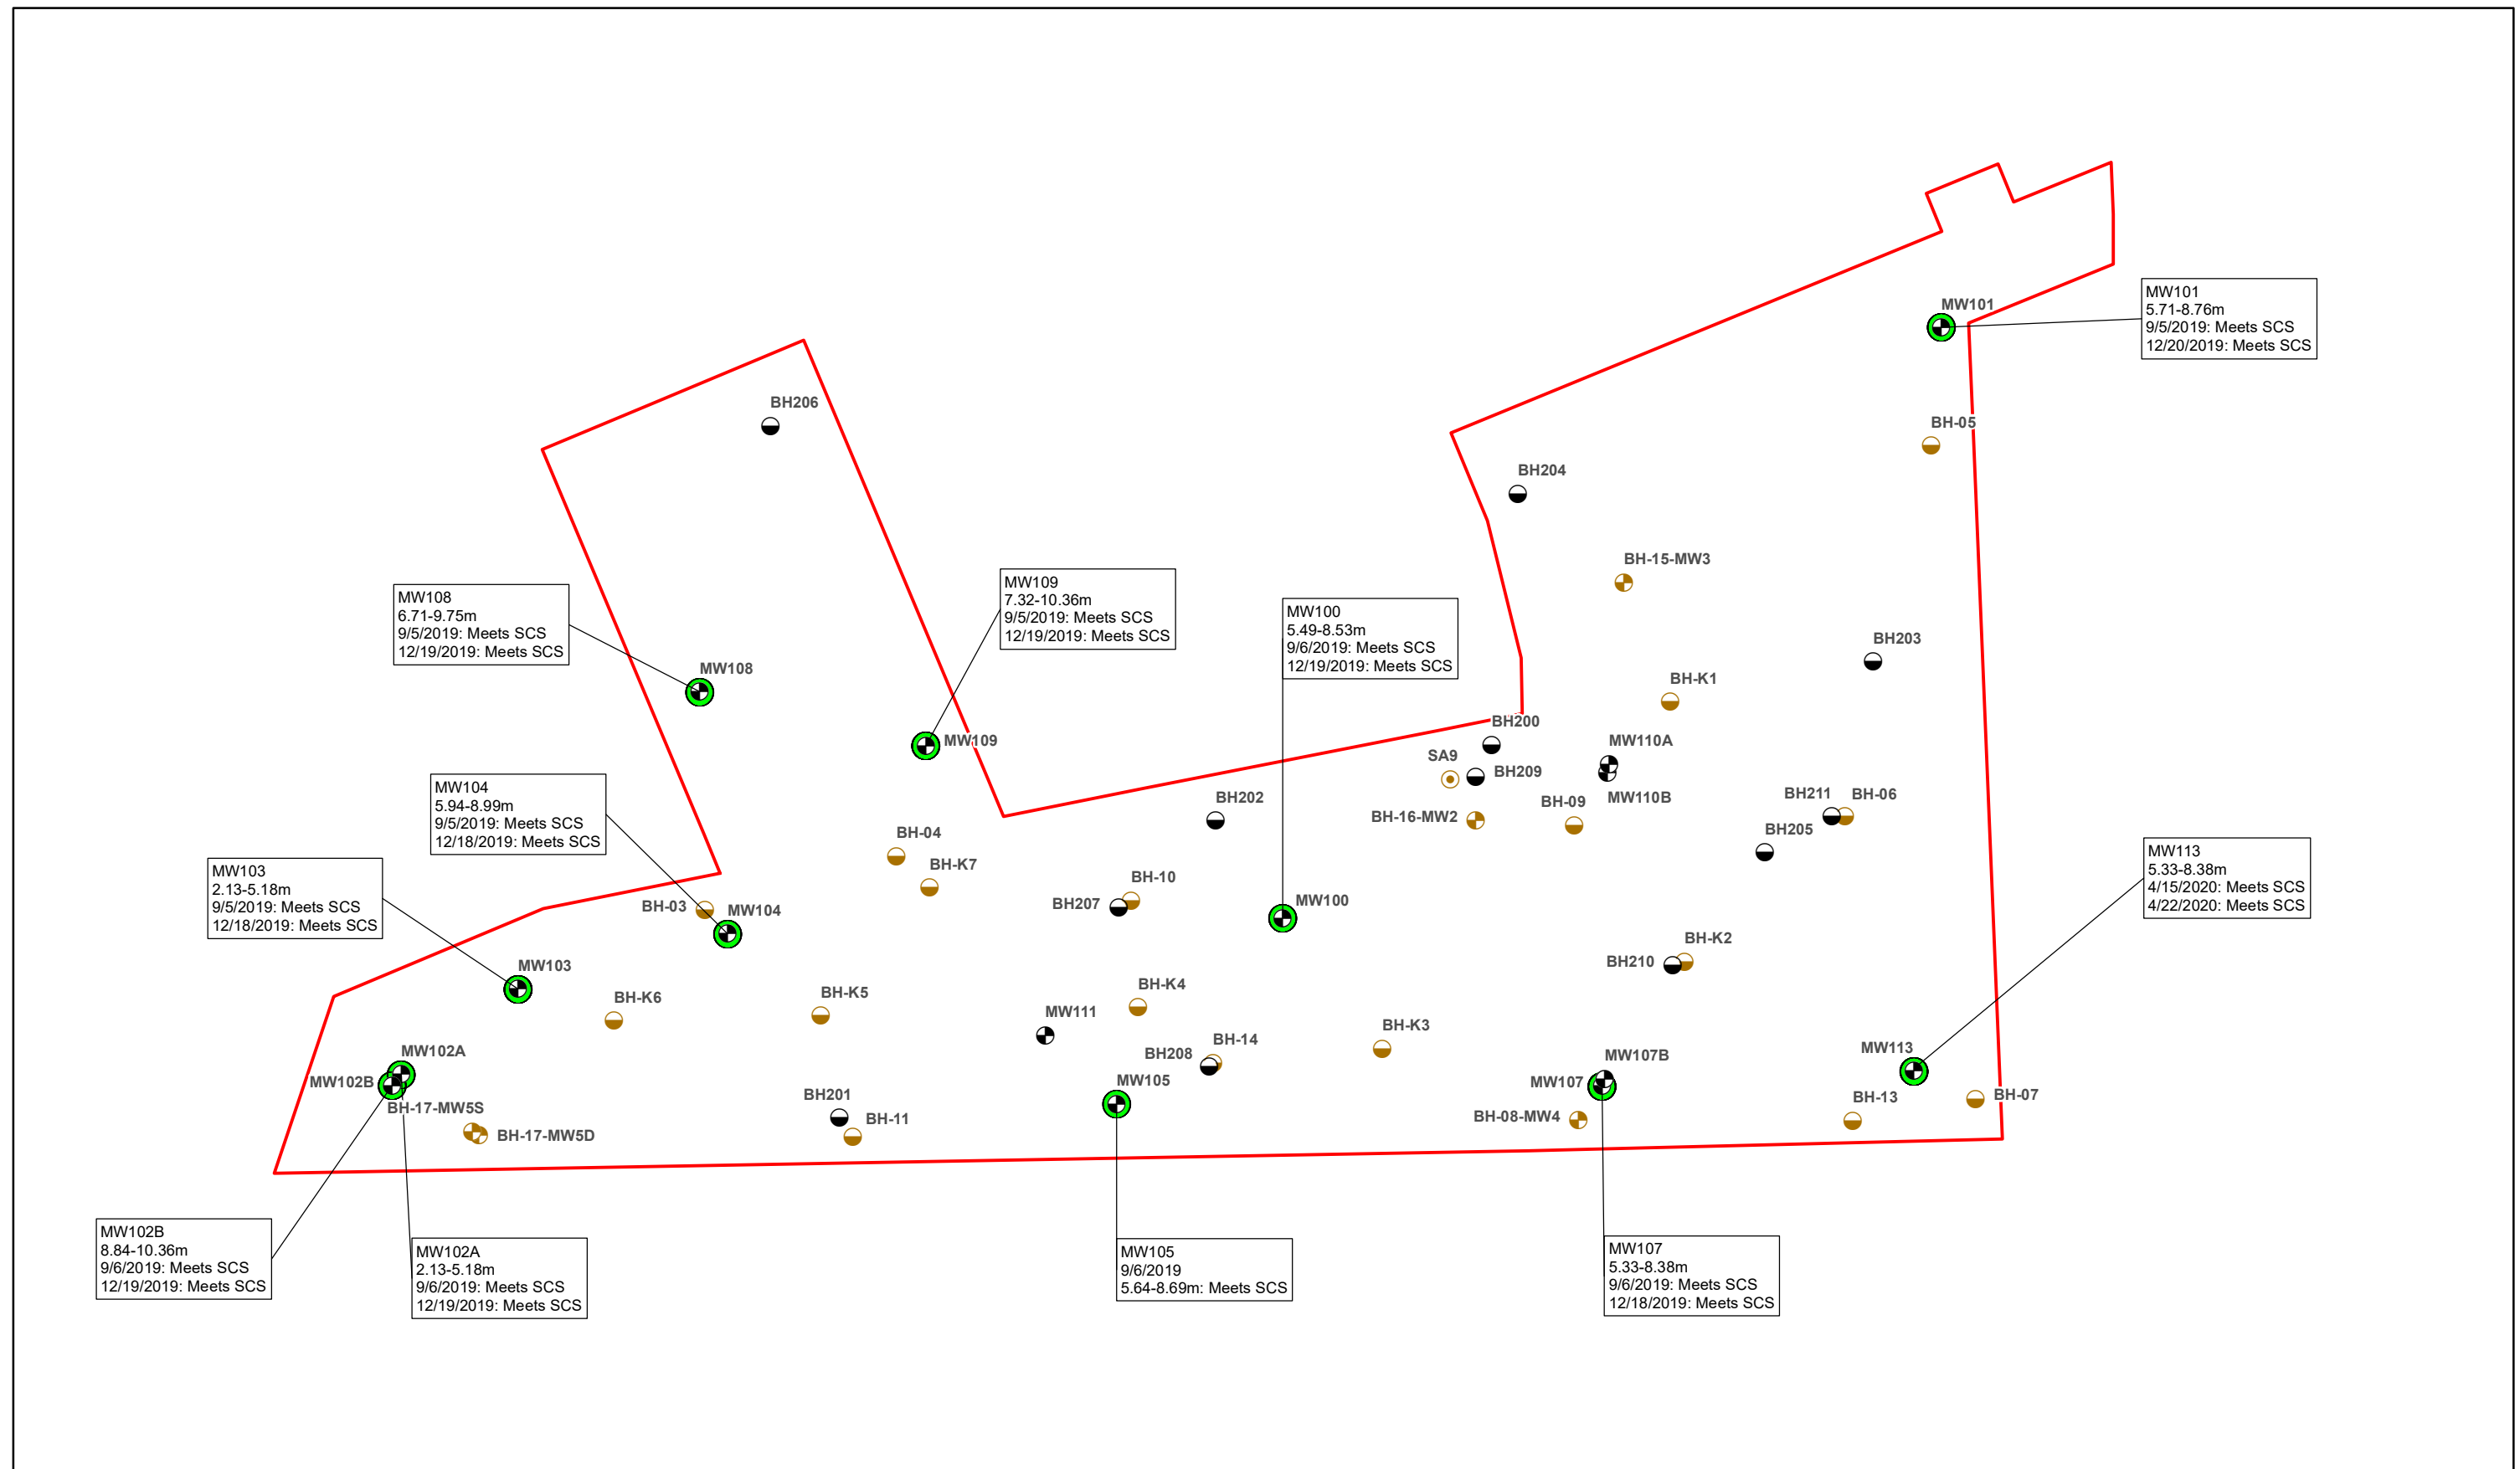 MW101
5.71-8.76m
9/5/2019: Meets SCS
12/20/2019: Meets SCS
MW101
BH206
BH-05
BH204
BH-15-MW3
MW109
7.32-10.36m
9/5/2019: Meets SCS
12/19/2019: Meets SCS
MW108
6.71-9.75m
9/5/2019: Meets SCS
12/19/2019: Meets SCS
MW100
5.49-8.53m
9/6/2019: Meets SCS
12/19/2019: Meets SCS
BH203
MW108
BH-K1
BH200
MW109
MW110A
SA9
BH209
MW104
5.94-8.99m
9/5/2019: Meets SCS
12/18/2019: Meets SCS
BH202
MW110B
BH-09
BH211
BH-06
BH-16-MW2
BH205
BH-04
MW113
5.33-8.38m
4/15/2020: Meets SCS
4/22/2020: Meets SCS
MW103
2.13-5.18m
9/5/2019: Meets SCS
12/18/2019: Meets SCS
BH-K7
BH-10
BH207
MW100
BH-03
MW104
BH-K2
BH210
MW103
BH-K6
BH-K5
BH-K4
MW111
BH-K3
BH-14
BH208
MW102A
MW102B
MW107B
MW107
MW113
MW105
BH-07
BH-13
BH-17-MW5S
BH201
BH-11
BH-08-MW4
BH-17-MW5D
MW102B
8.84-10.36m
9/6/2019: Meets SCS
12/19/2019: Meets SCS
MW102A
2.13-5.18m
9/6/2019: Meets SCS
12/19/2019: Meets SCS
MW105
9/6/2019
5.64-8.69m: Meets SCS
MW107
5.33-8.38m
9/6/2019: Meets SCS
12/18/2019: Meets SCS